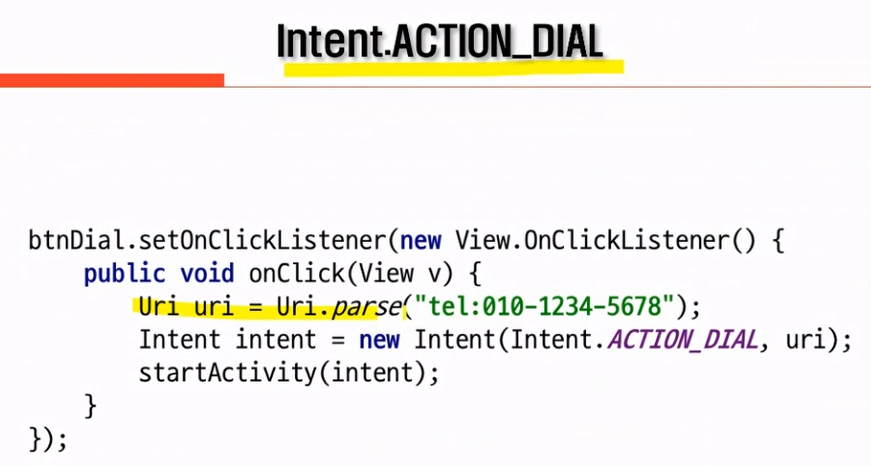 Intent.ACTION_DIAL
btnDial.setOnClickListener(new View.OnClickListener() {
    public void onClick(View v) {
        Uri uri = Uri.parse("tel:010-1234-5678");
        Intent intent = new Intent(Intent.ACTION_DIAL, uri);
        startActivity(intent);
    }
});